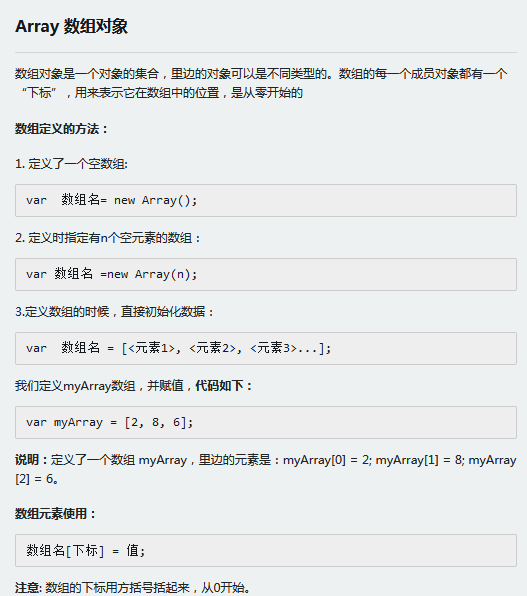 Array 数组对象
数组对象是一个对象的集合，里边的对象可以是不同类型的。数组的每一个成员对象都有一个
“下标”，用来表示它在数组中的位置，是从零开始的
数组定义的方法：
1. 定义了一个空数组:
var  数组名= new Array();
2. 定义时指定有n个空元素的数组：
var 数组名 =new Array(n);
3.定义数组的时候，直接初始化数据：
var  数组名 = [<元素1>, <元素2>, <元素3>...];
我们定义myArray数组，并赋值，代码如下：
var myArray = [2, 8, 6];
说明：定义了一个数组 myArray，里边的元素是：myArray[0] = 2; myArray[1] = 8; myArray
[2] = 6。
数组元素使用：
数组名[下标] = 值;
注意: 数组的下标用方括号括起来，从0开始。